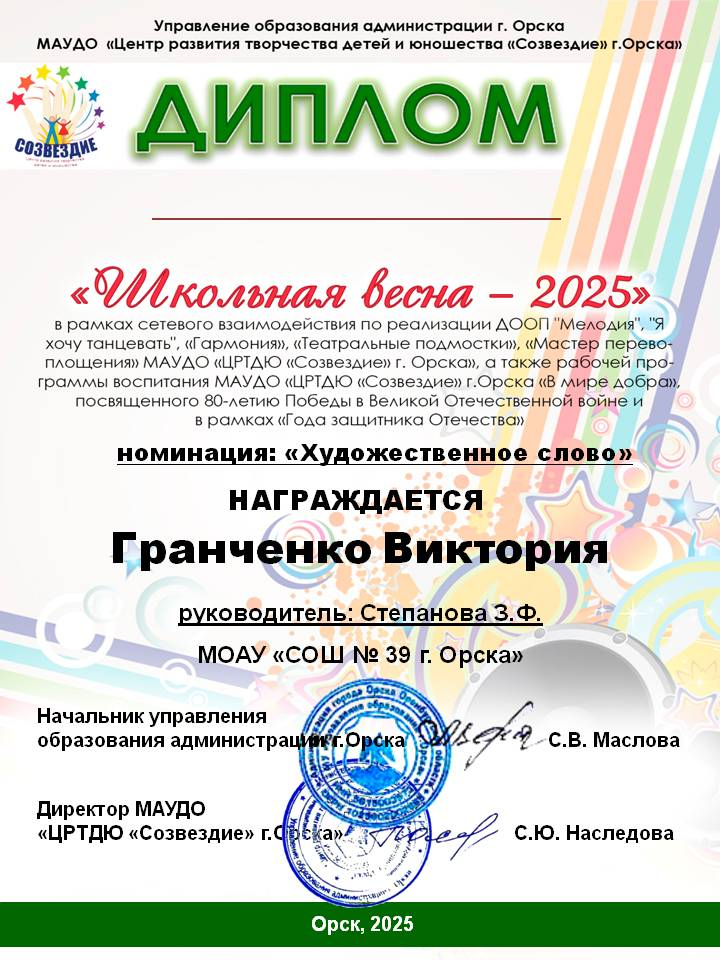 Управление образования администрации г. Орска
МАУДО «Центр развития творчества детей и юношества «Созвездие» г.Орска»
СОЗВЕЗДИЕ
ДИПЛОМ
«Школьная весна – 2025»
в рамках сетевого взаимодействия по реализации ДООП "Мелодия", "Я
хочу танцевать", «Гармония», «Театральные подмостки», «Мастер перево-
площения» МАУДО «ЦРТДЮ «Созвездие» г. Орска», а также рабочей про-
граммы воспитания МАУДО «ЦРТДЮ «Созвездие» г.Орска «В мире добра»,
посвященного 80-летию Победы в Великой Отечественной войне и
в рамках «Года защитника Отечества»
номинация: «Художественное слово»
НАГРАЖДАЕТСЯ
Гранченко Виктория
руководитель: Степанова З.Ф.
МОАУ «СОШ № 39 г. Орска»
Начальник управления
образования администрации г.Орска С.В. Маслова
Директор МАУДО
«ЦРТДЮ «Созвездие» г.Орска» С.Ю. Наследова
Орск, 2025